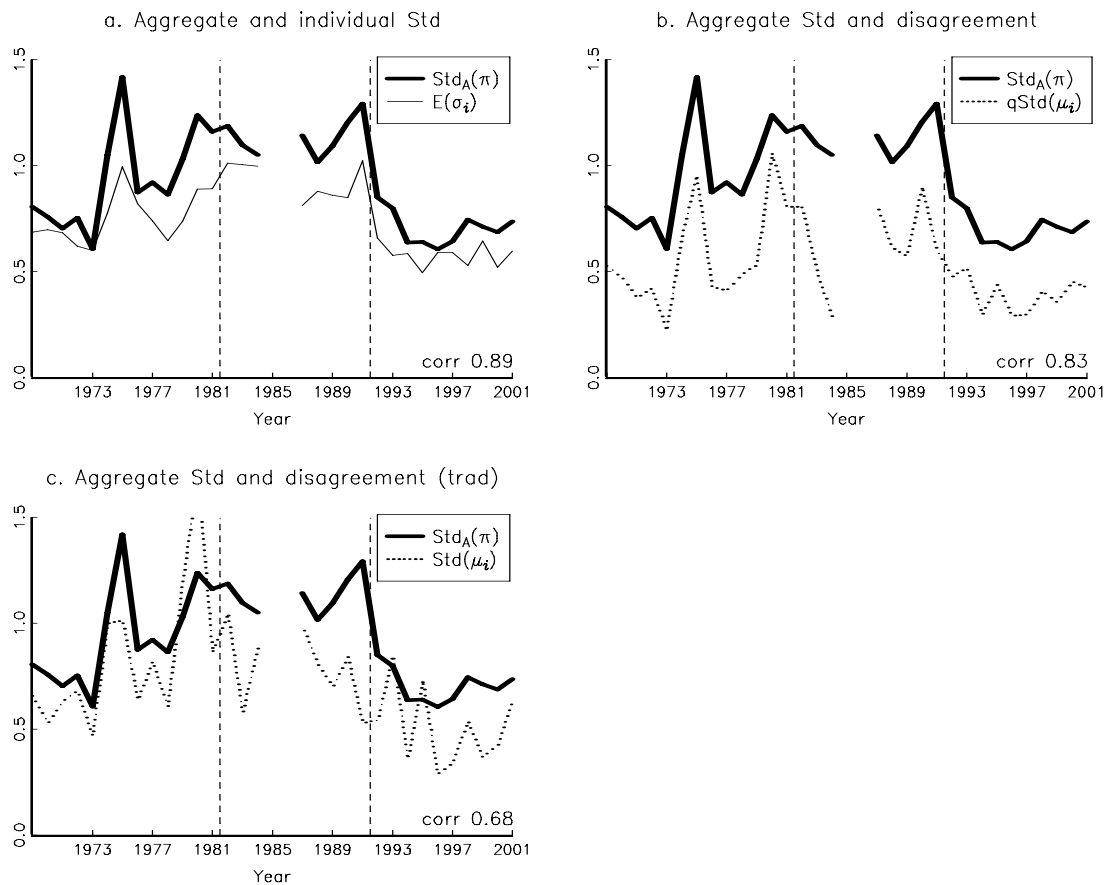 a. Aggregate and individual Std
1.5
1.0
0.5
0.0
Std_A(π)
E(σ_i)
corr 0.89
1973 1977 1981 1985 1989 1993 1997 2001
Year
b. Aggregate Std and disagreement
1.5
1.0
0.5
0.0
Std_A(π)
qStd(μ_i)
corr 0.83
1973 1977 1981 1985 1989 1993 1997 2001
Year
c. Aggregate Std and disagreement (trad)
1.5
1.0
0.5
0.0
Std_A(π)
Std(μ_i)
corr 0.68
1973 1977 1981 1985 1989 1993 1997 2001
Year